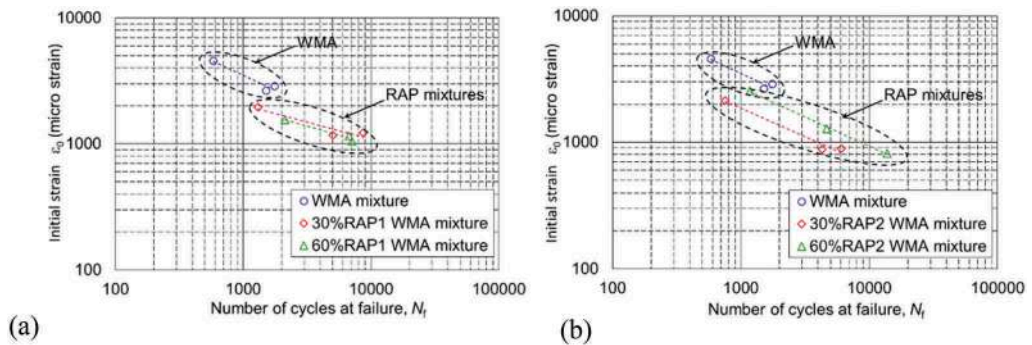 10000
WMA
RAP mixtures
1000
Initial strain ε₀ (micro strain)
WMA mixture
30%RAP1 WMA mixture
60%RAP1 WMA mixture
100
100 1000 10000 100000
Number of cycles at failure, Nf
(a)
10000
WMA
RAP mixtures
1000
Initial strain ε₀ (micro strain)
WMA mixture
30%RAP2 WMA mixture
60%RAP2 WMA mixture
100
100 1000 10000 100000
Number of cycles at failure, Nf
(b)